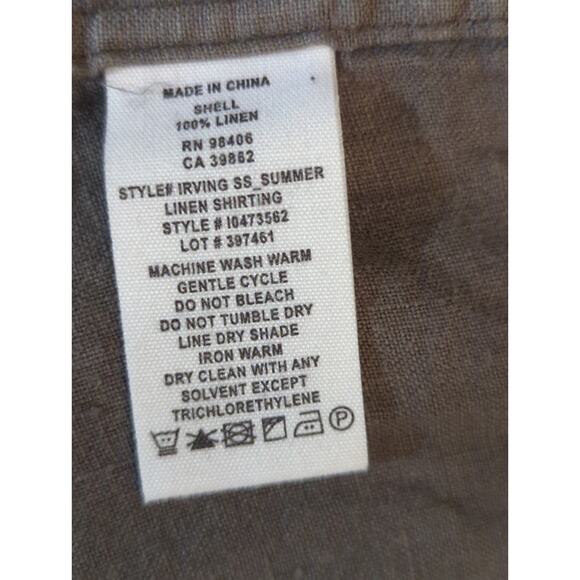 MADE IN CHINA
SHELL
100% LINEN
RN 98406
CA 39862
STYLE# IRVING SS_SUMMER
LINEN SHIRTING
STYLE # I0473562
LOT # 397461
MACHINE WASH WARM
GENTLE CYCLE
DO NOT BLEACH
DO NOT TUMBLE DRY
LINE DRY SHADE
IRON WARM
DRY CLEAN WITH ANY
SOLVENT EXCEPT
TRICHLORETHYLENE
P